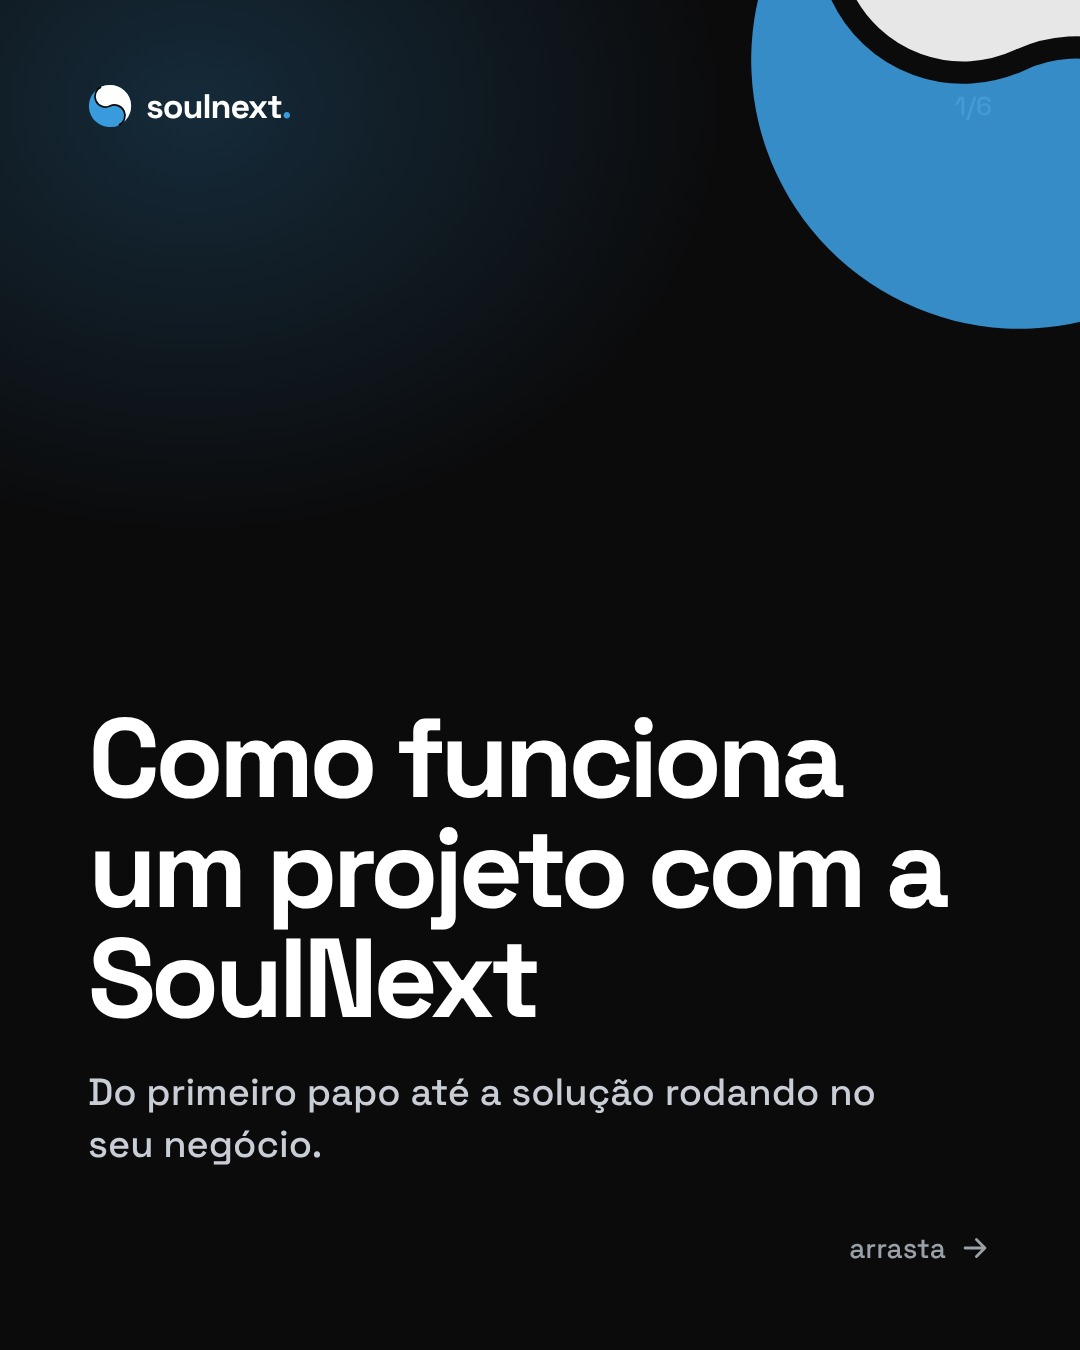 soulnext.
1/6
Como funciona
um projeto com a
SoulNext
Do primeiro papo até a solução rodando no
seu negócio.
arrasta →